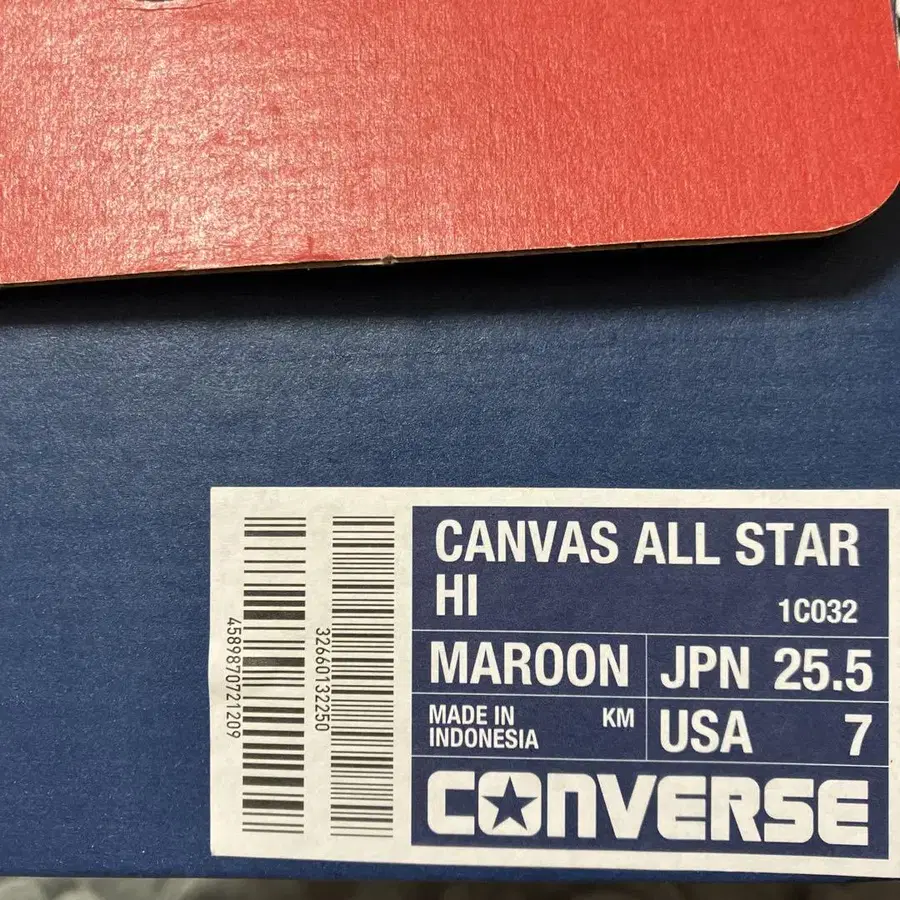 CANVAS ALL STAR
HI
1C032
MAROON
JPN 25.5
MADE IN
INDONESIA
KM
USA 7
CONVERSE
4589870721209
32660132250